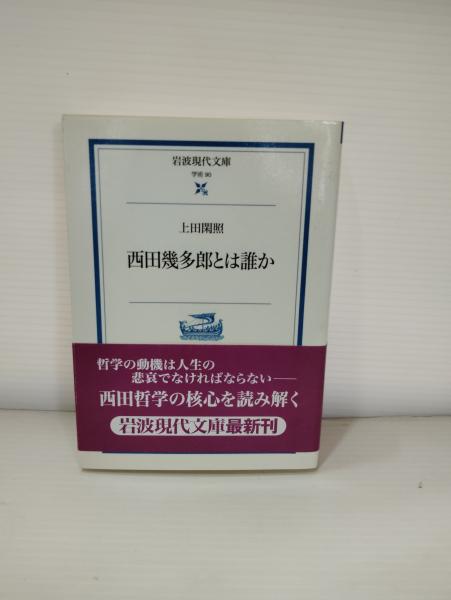 岩波現代文庫
学術 90
上田閑照
西田幾多郎とは誰か
哲学の動機は人生の
悲哀でなければならない——
西田哲学の核心を読み解く
岩波現代文庫最新刊